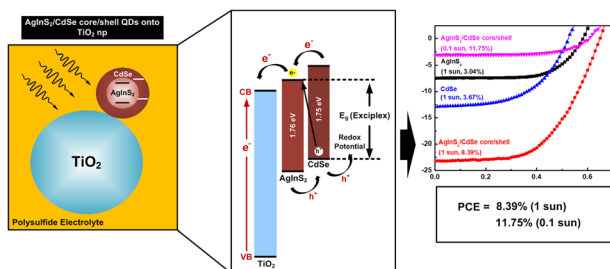 AgInS₂/CdSe core/shell QDs onto
TiO₂ np
CdSe
AgInS₂
TiO₂
Polysulfide Electrolyte
e⁻
e⁻
e⁻
CB
e⁻
VB
1.76 eV
1.75 eV
h⁺
Eg (Exciplex)
Redox
Potential
CdSe
h⁺
AgInS₂
h⁺
TiO₂
AgInS₂/CdSe core/shell
(0.1 sun, 11.75%)
AgInS₂
(1 sun, 3.04%)
CdSe
(1 sun, 3.67%)
AgInS₂/CdSe core/shell
(1 sun, 8.39%)
0
-5
-10
-15
-20
-25
0.0
0.2
0.4
0.6
PCE = 8.39% (1 sun)
11.75% (0.1 sun)